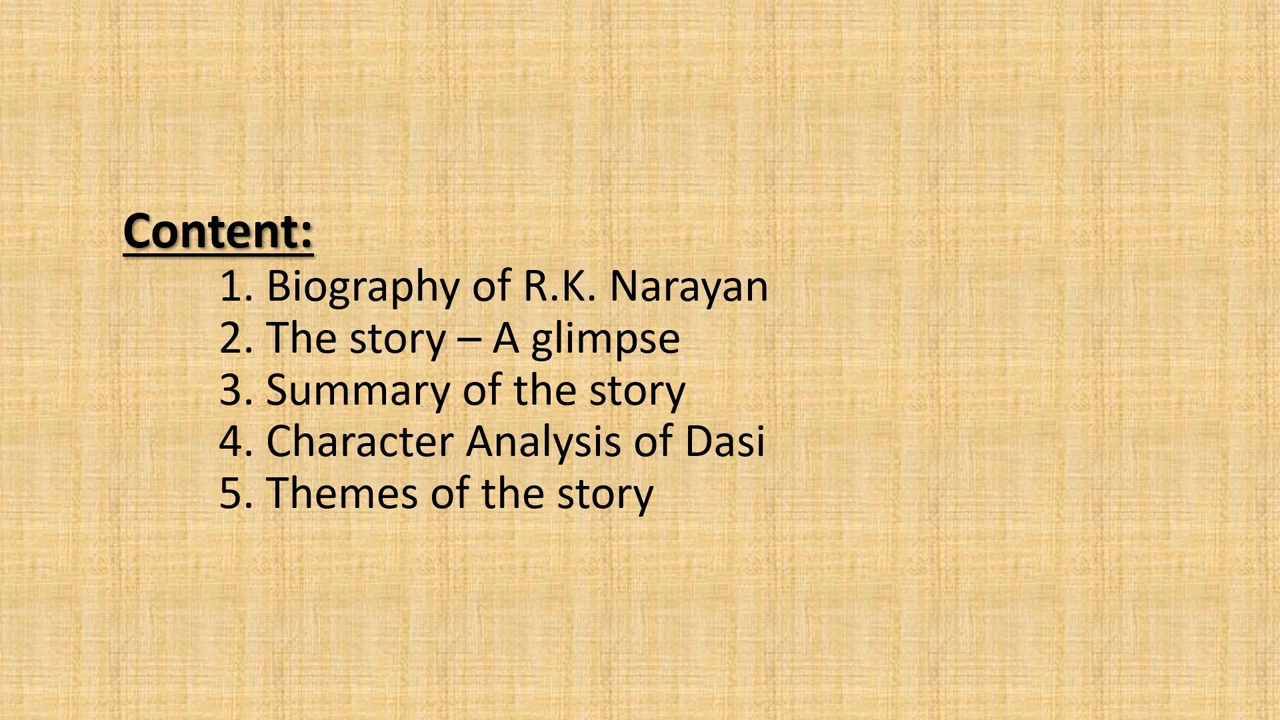 Content:
1. Biography of R.K. Narayan
2. The story – A glimpse
3. Summary of the story
4. Character Analysis of Dasi
5. Themes of the story